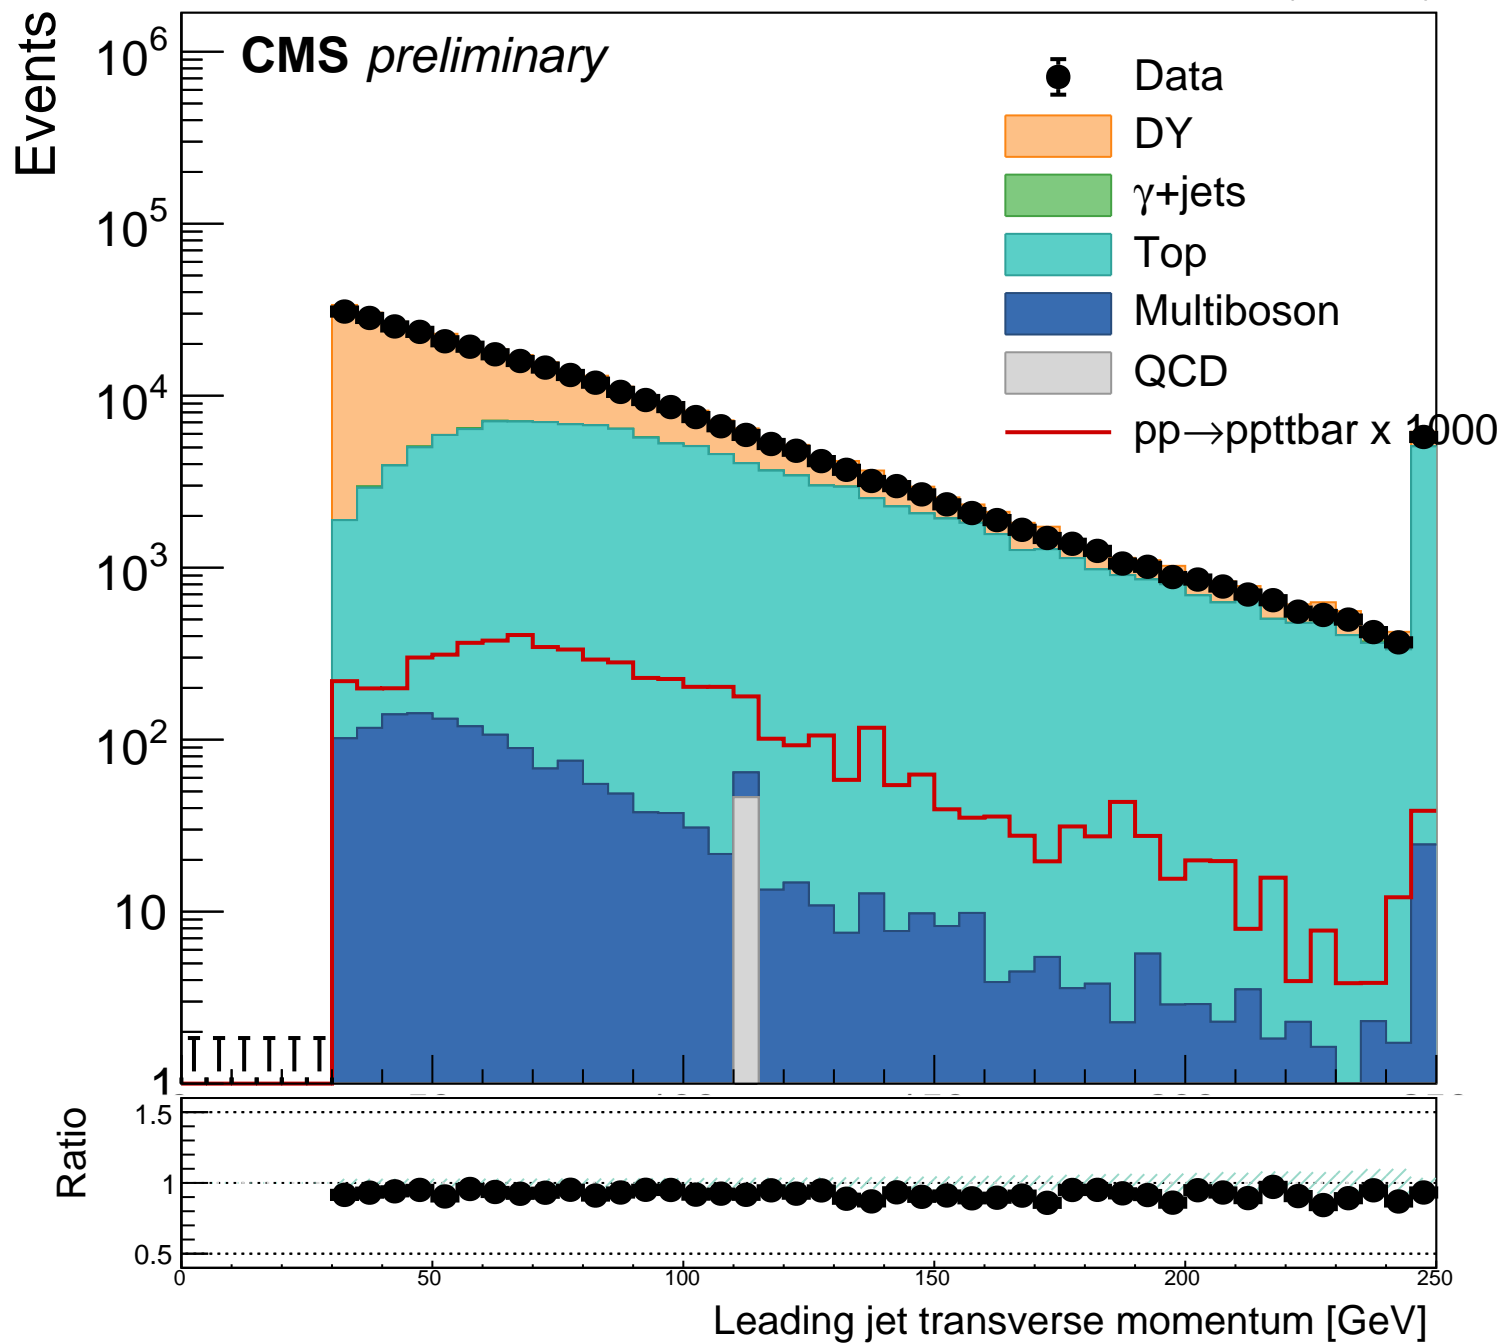 CMS preliminary
Events
10^6
10^5
10^4
10^3
10^2
10
1
Data
DY
γ+jets
Top
Multiboson
QCD
pp→ppttbar x 1000
Ratio
1.5
1
0.5
0 50 100 150 200 250
Leading jet transverse momentum [GeV]